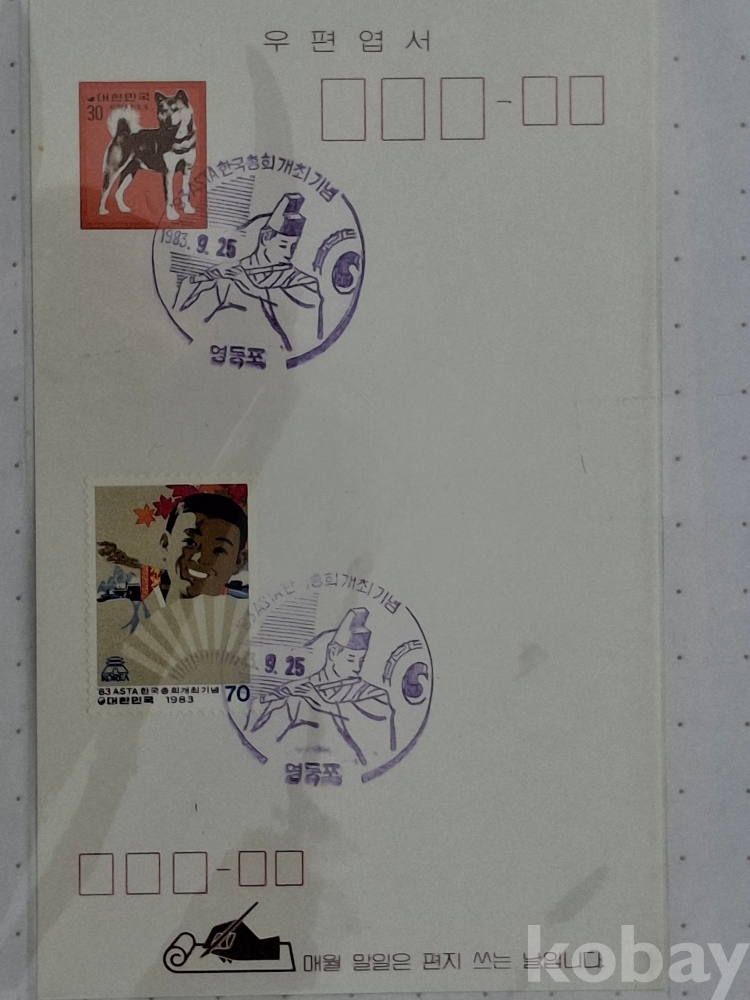 우편엽서
대한민국
30
'83 ASTA 한국총회개최기념
1983. 9. 25
영등포
총회개최기념
9. 25
영등포
KOREA
'83 ASTA 한국총회개최기념
70
대한민국 1983
매월 말일은 편지 쓰는 날입니다
kobay